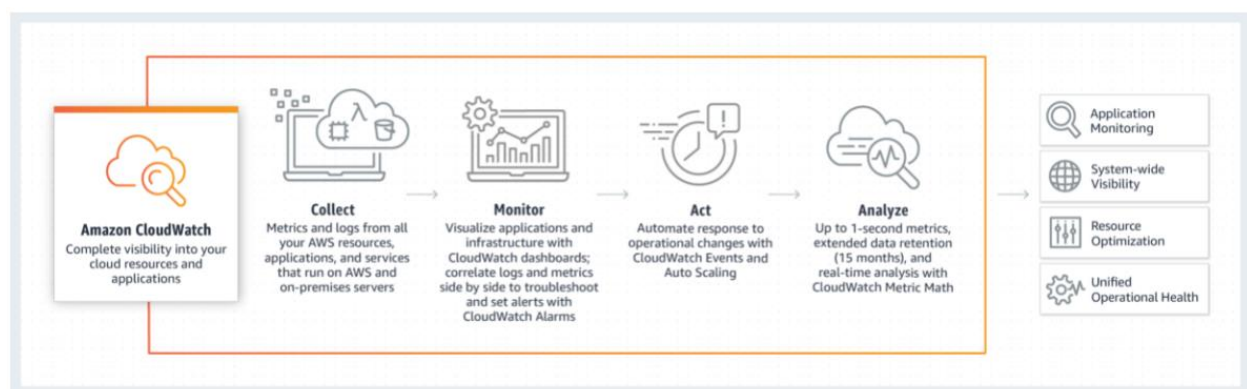 Amazon CloudWatch
Complete visibility into your
cloud resources and
applications
Collect
Metrics and logs from all
your AWS resources,
applications, and services
that run on AWS and
on-premises servers
Monitor
Visualize applications and
infrastructure with
CloudWatch dashboards;
correlate logs and metrics
side by side to troubleshoot
and set alerts with
CloudWatch Alarms
Act
Automate response to
operational changes with
CloudWatch Events and
Auto Scaling
Analyze
Up to 1-second metrics,
extended data retention
(15 months), and
real-time analysis with
CloudWatch Metric Math
Application
Monitoring
System-wide
Visibility
Resource
Optimization
Unified
Operational Health